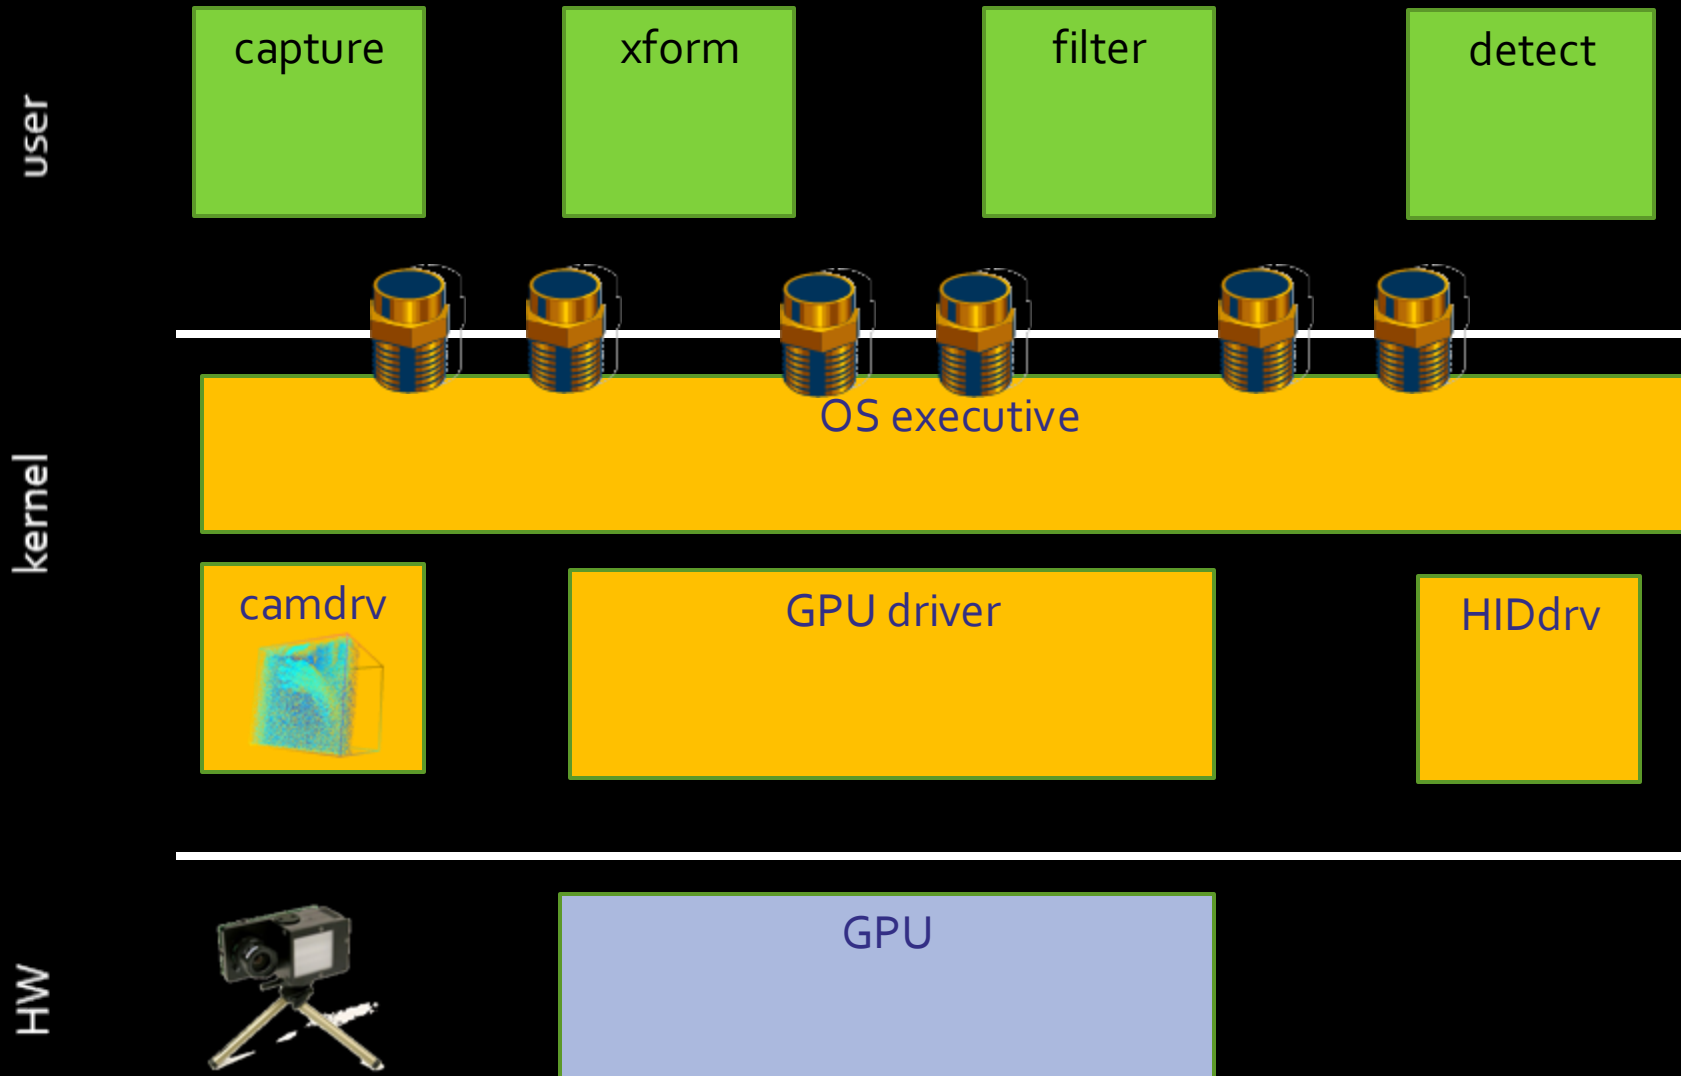 user
capture
xform
filter
detect
kernel
OS executive
camdrv
GPU driver
HIDdrv
HW
GPU